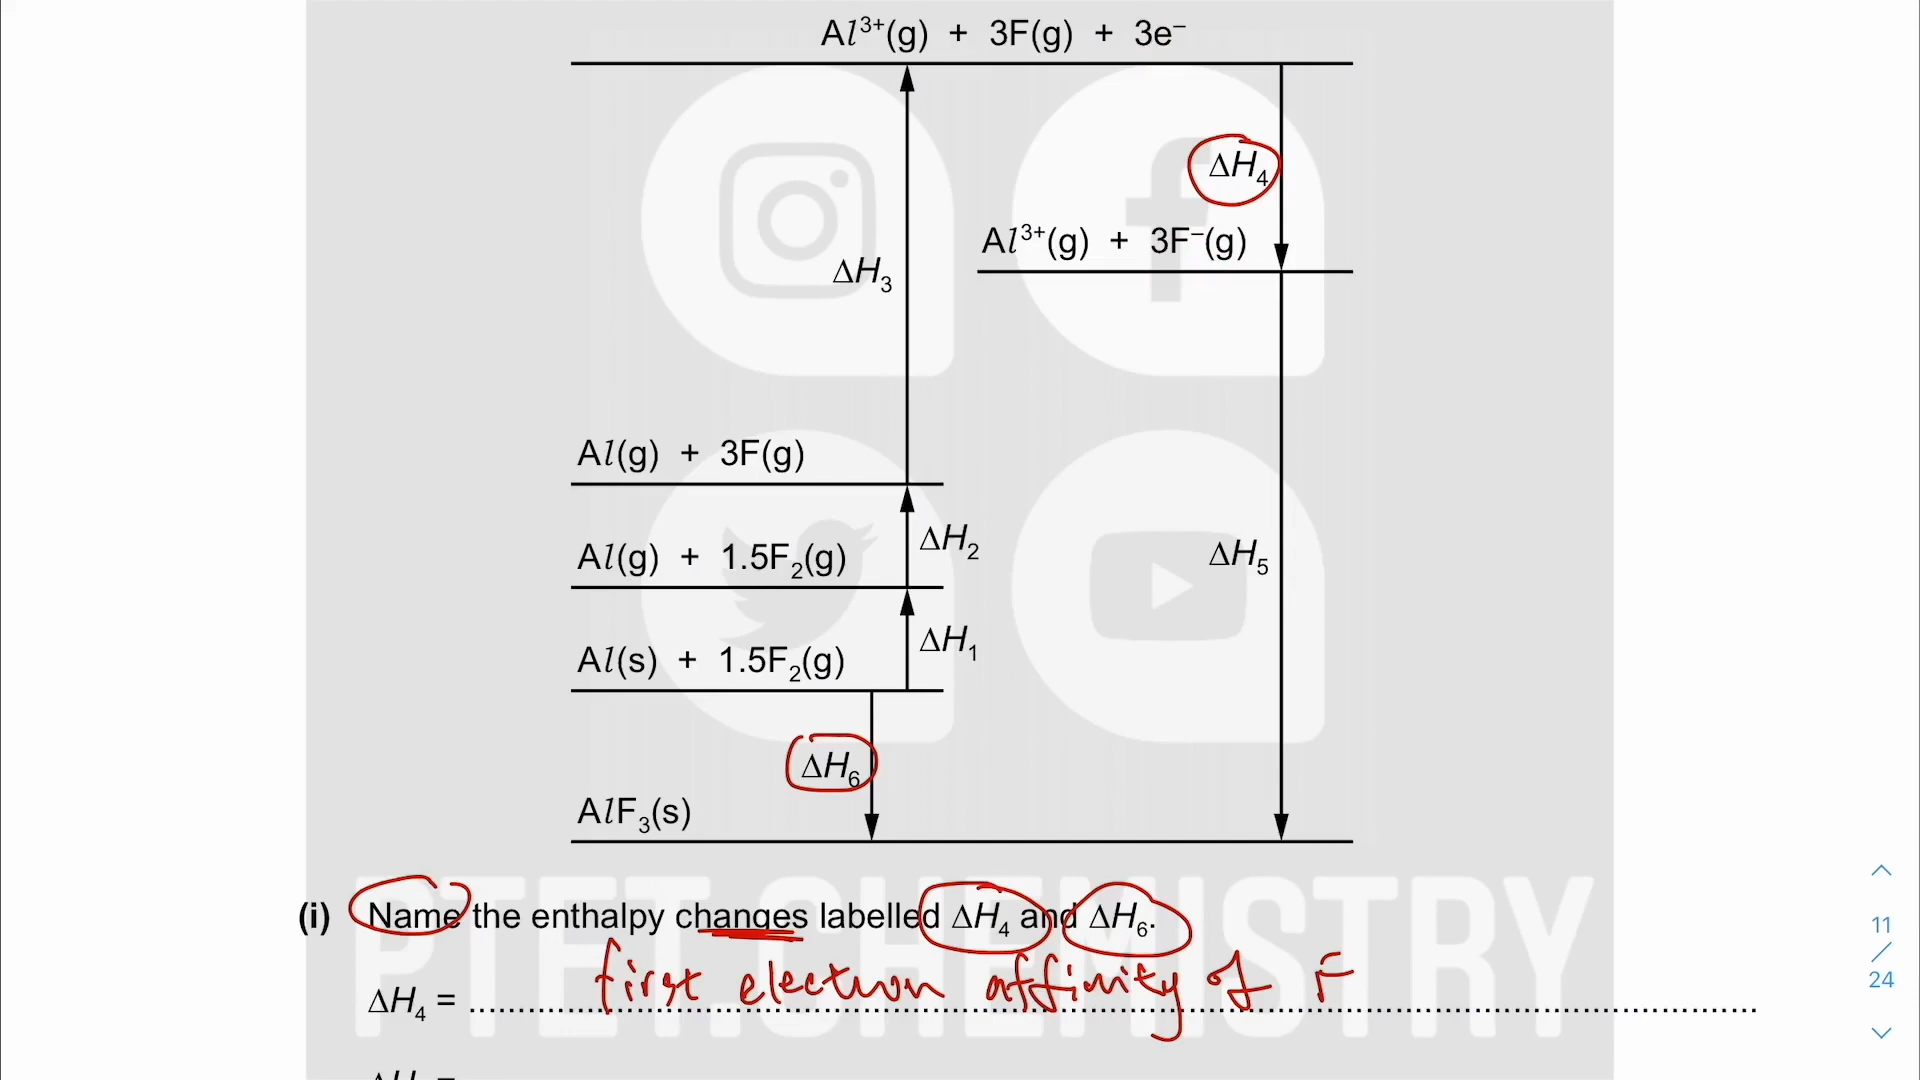 Al³⁺(g) + 3F(g) + 3e⁻
ΔH₄
Al³⁺(g) + 3F⁻(g)
ΔH₃
Al(g) + 3F(g)
ΔH₂
Al(g) + 1.5F₂(g)
ΔH₅
ΔH₁
Al(s) + 1.5F₂(g)
ΔH₆
AlF₃(s)
PTET.CHEMISTRY
(i) Name the enthalpy changes labelled ΔH₄ and ΔH₆.
first electron affinity of F
ΔH₄ = ........................................
11
/
24